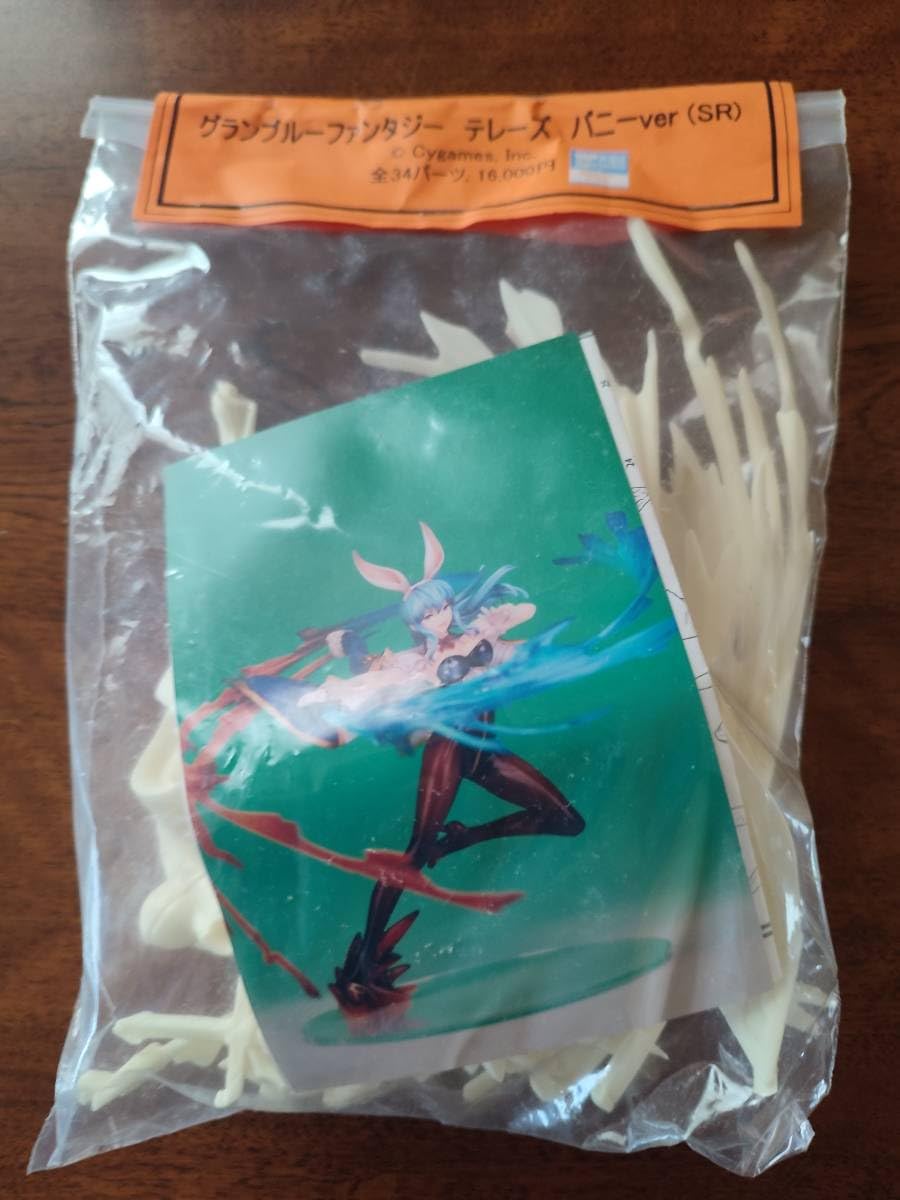 グランブルーファンタジー テレーズ バニーver(SR)
© Cygames, Inc.
全34パーツ, 16,000円